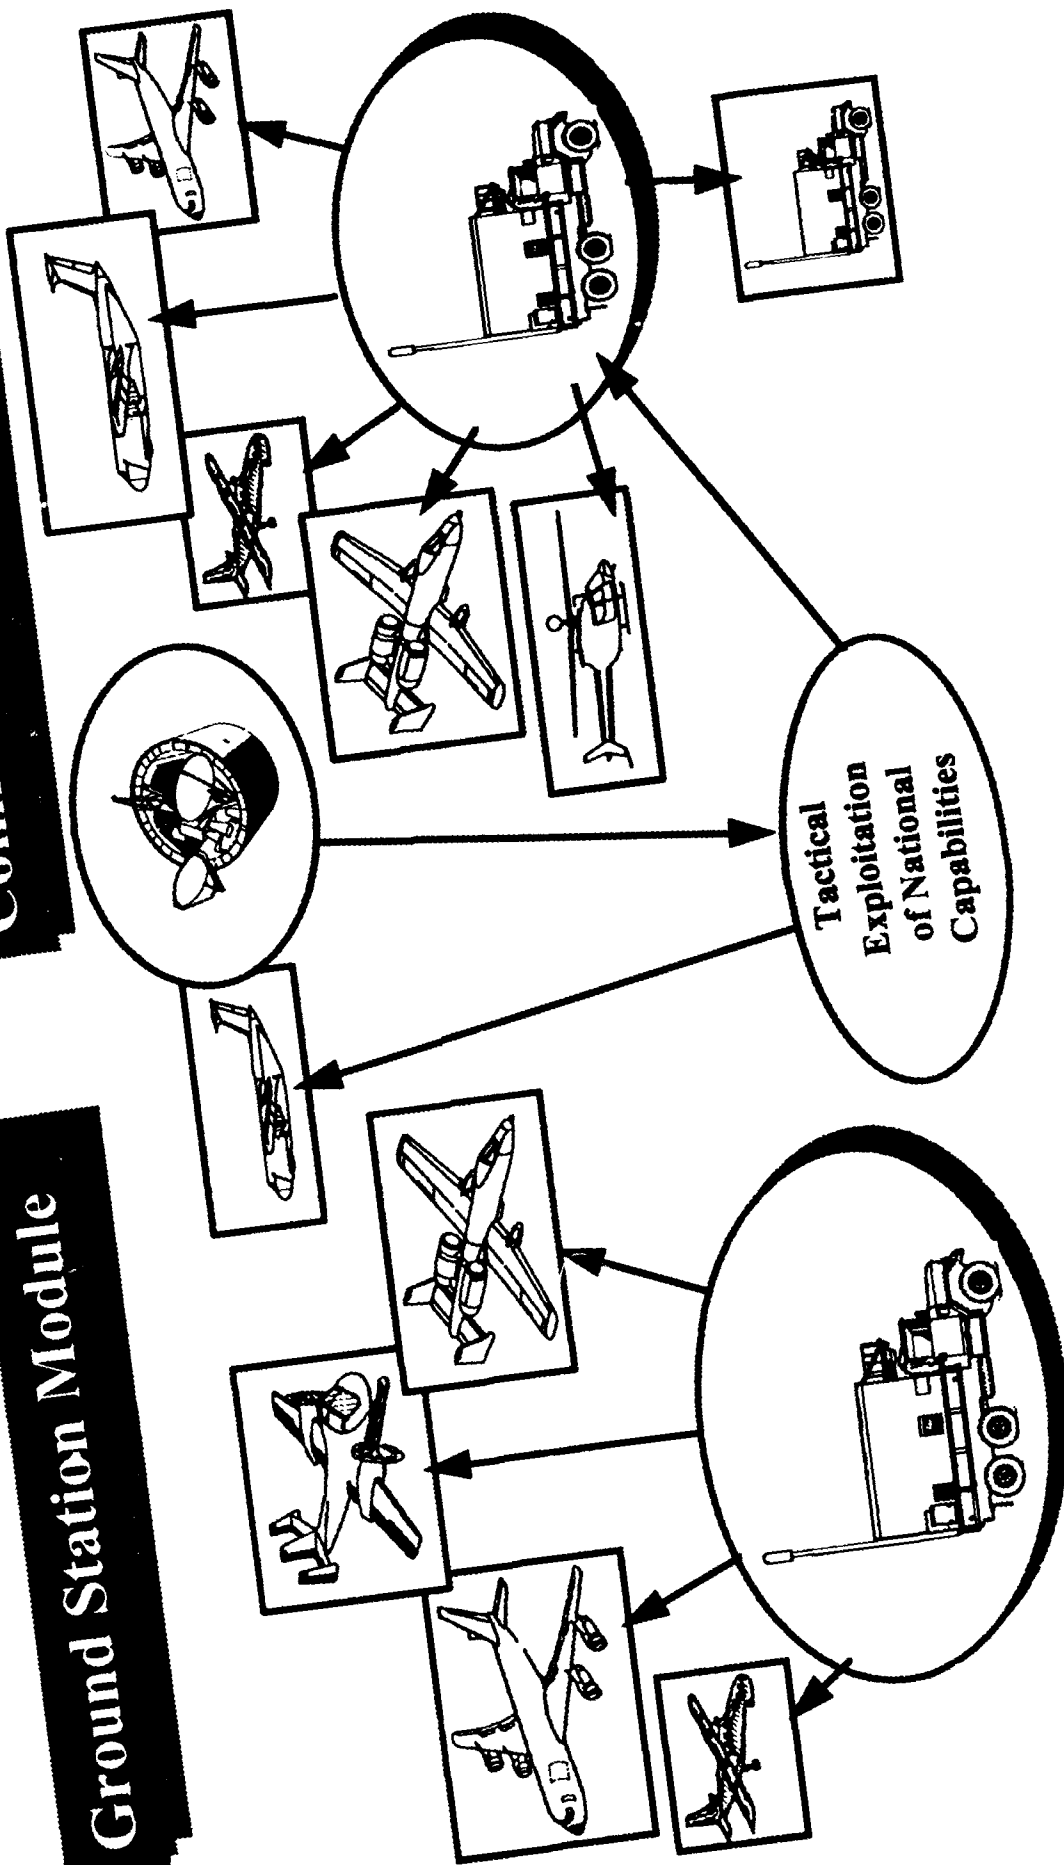 Ground Station Module
Tactical
Exploitation
of National
Capabilities